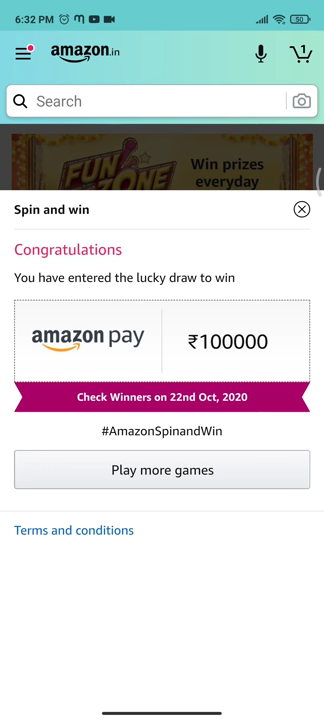 6:32 PM
50
amazon.in
1
Search
FUN
ZONE
Win prizes
everyday
Spin and win
Congratulations
You have entered the lucky draw to win
amazon pay
₹100000
Check Winners on 22nd Oct, 2020
#AmazonSpinandWin
Play more games
Terms and conditions